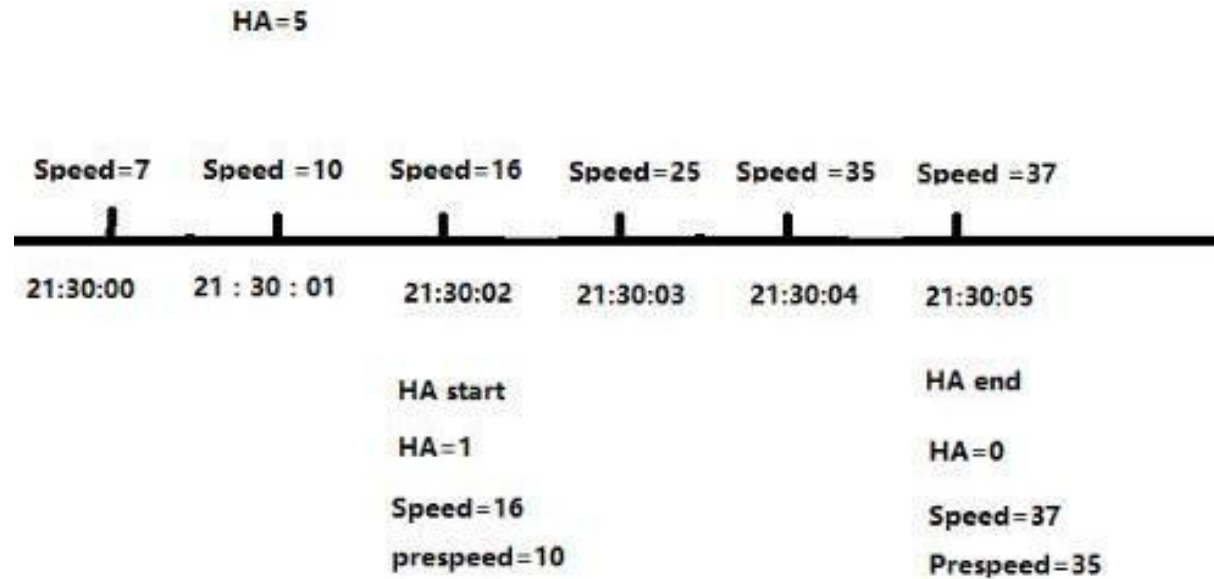 HA=5
Speed=7 Speed =10 Speed=16 Speed=25 Speed =35 Speed =37
21:30:00 21 : 30 : 01 21:30:02 21:30:03 21:30:04 21:30:05
HA start HA end
HA=1 HA=0
Speed=16 Speed=37
prespeed=10 Prespeed=35